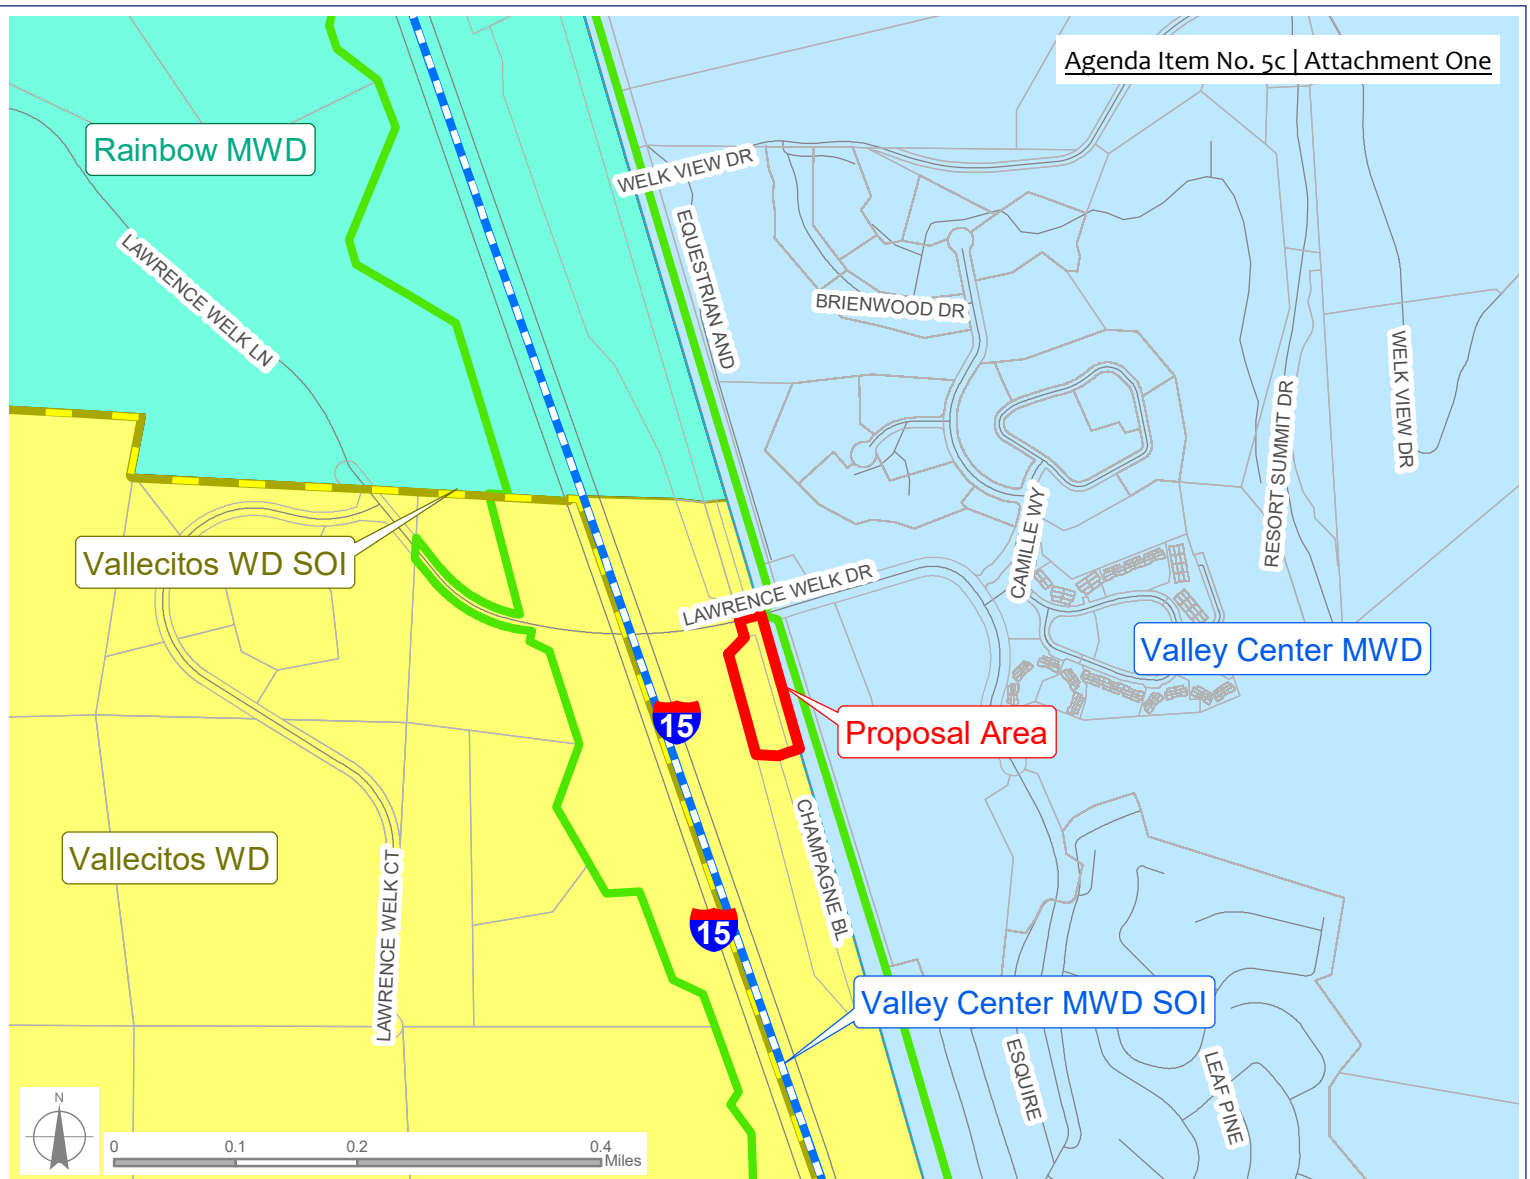 Agenda Item No. 5c | Attachment One
Rainbow MWD
WELK VIEW DR
EQUESTRIAN AND
LAWRENCE WELK LN
BRIENWOOD DR
WELK VIEW DR
RESORT SUMMIT DR
CAMILLE WY
Vallecitos WD SOI
LAWRENCE WELK DR
Valley Center MWD
15
Proposal Area
CHAMPAGNE BL
Vallecitos WD
LAWRENCE WELK CT
15
Valley Center MWD SOI
ESQUIRE
LEAF PINE
N
0 0.1 0.2 0.4
Miles